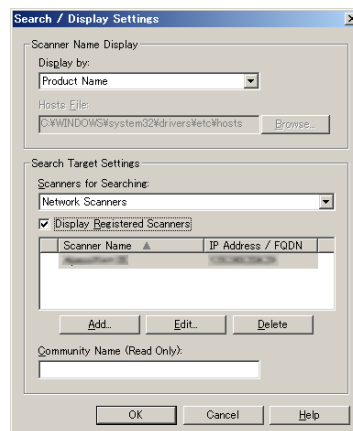 Search / Display Settings
Scanner Name Display
Display by:
Product Name
Hosts File:
C:¥WINDOWS¥system32¥drivers¥etc¥hosts
Browse...
Search Target Settings
Scanners for Searching:
Network Scanners
Display Registered Scanners
Scanner Name IP Address / FQDN
Add... Edit... Delete
Community Name (Read Only):
OK Cancel Help